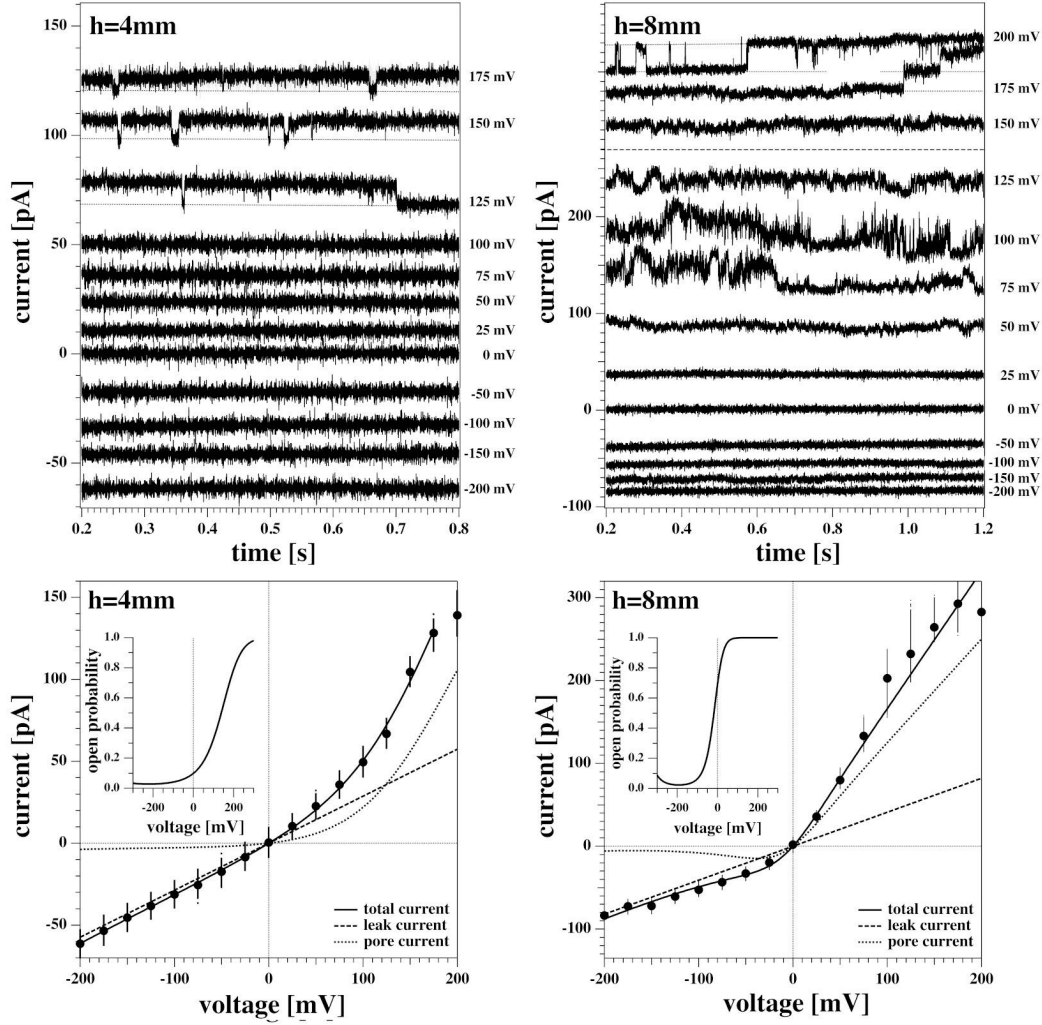 h=4mm
150
100
50
0
-50
current [pA]
175 mV
150 mV
125 mV
100 mV
75 mV
50 mV
25 mV
0 mV
-50 mV
-100 mV
-150 mV
-200 mV
0.2 0.3 0.4 0.5 0.6 0.7 0.8
time [s]
h=8mm
200
100
0
-100
current [pA]
200 mV
175 mV
150 mV
125 mV
100 mV
75 mV
50 mV
25 mV
0 mV
-50 mV
-100 mV
-150 mV
-200 mV
0.2 0.4 0.6 0.8 1.0 1.2
time [s]
h=4mm
150
100
50
0
-50
current [pA]
1.0
0.8
0.6
0.4
0.2
0.0
open probability
-200 0 200
voltage [mV]
total current
leak current
pore current
-200 -100 0 100 200
voltage [mV]
h=8mm
300
200
100
0
-100
current [pA]
1.0
0.8
0.6
0.4
0.2
0.0
open probability
-200 0 200
voltage [mV]
total current
leak current
pore current
-200 -100 0 100 200
voltage [mV]